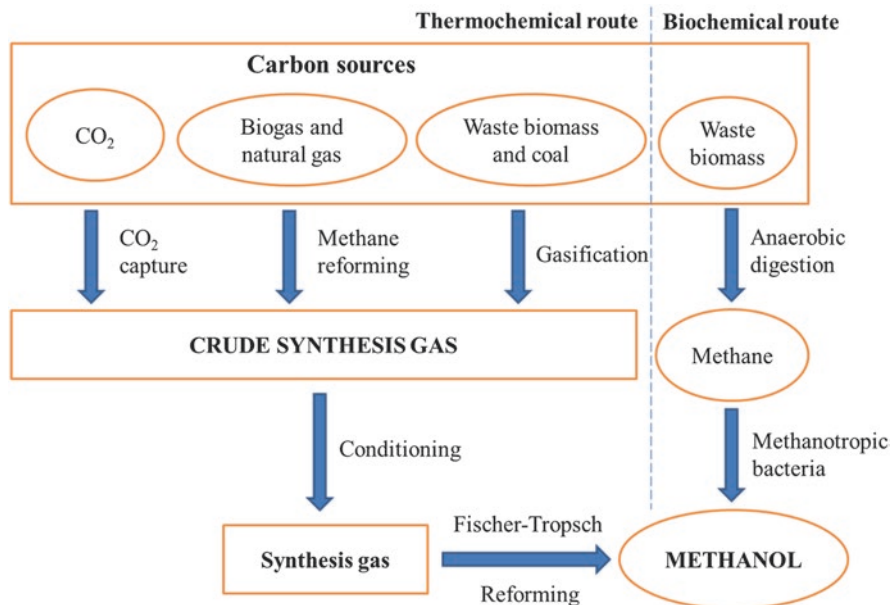 Thermochemical route
Biochemical route
Carbon sources
CO₂
Biogas and
natural gas
Waste biomass
and coal
Waste
biomass
CO₂
capture
Methane
reforming
Gasification
Anaerobic
digestion
CRUDE SYNTHESIS GAS
Methane
Conditioning
Methanotropic
bacteria
Synthesis gas
Fischer-Tropsch
Reforming
METHANOL